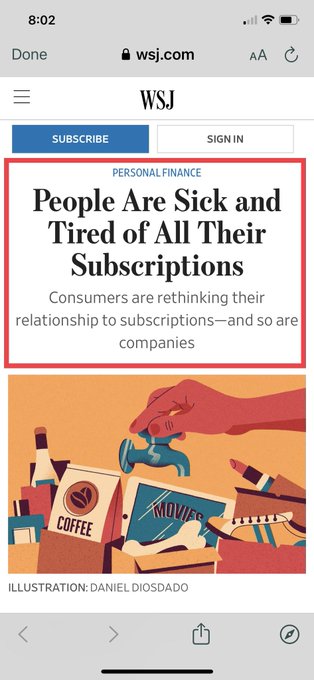 8:02
Done
wsj.com
AA
WSJ
SUBSCRIBE
SIGN IN
PERSONAL FINANCE
People Are Sick and
Tired of All Their
Subscriptions
Consumers are rethinking their
relationship to subscriptions—and so are
companies
COFFEE
MOVIES
ILLUSTRATION: DANIEL DIOSDADO